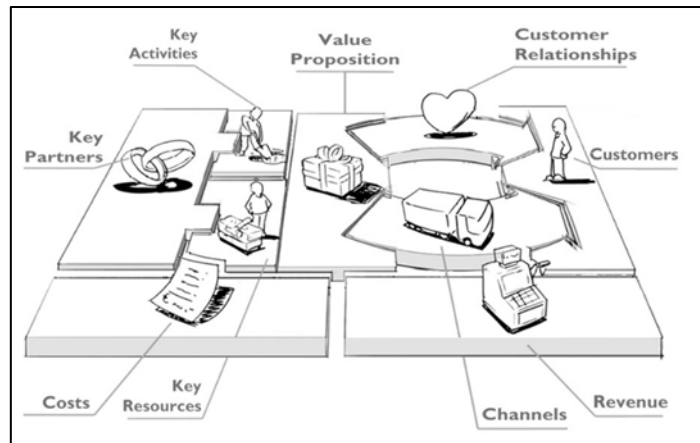 Key
Activities
Value
Proposition
Customer
Relationships
Key
Partners
Customers
Costs
Key
Resources
Channels
Revenue